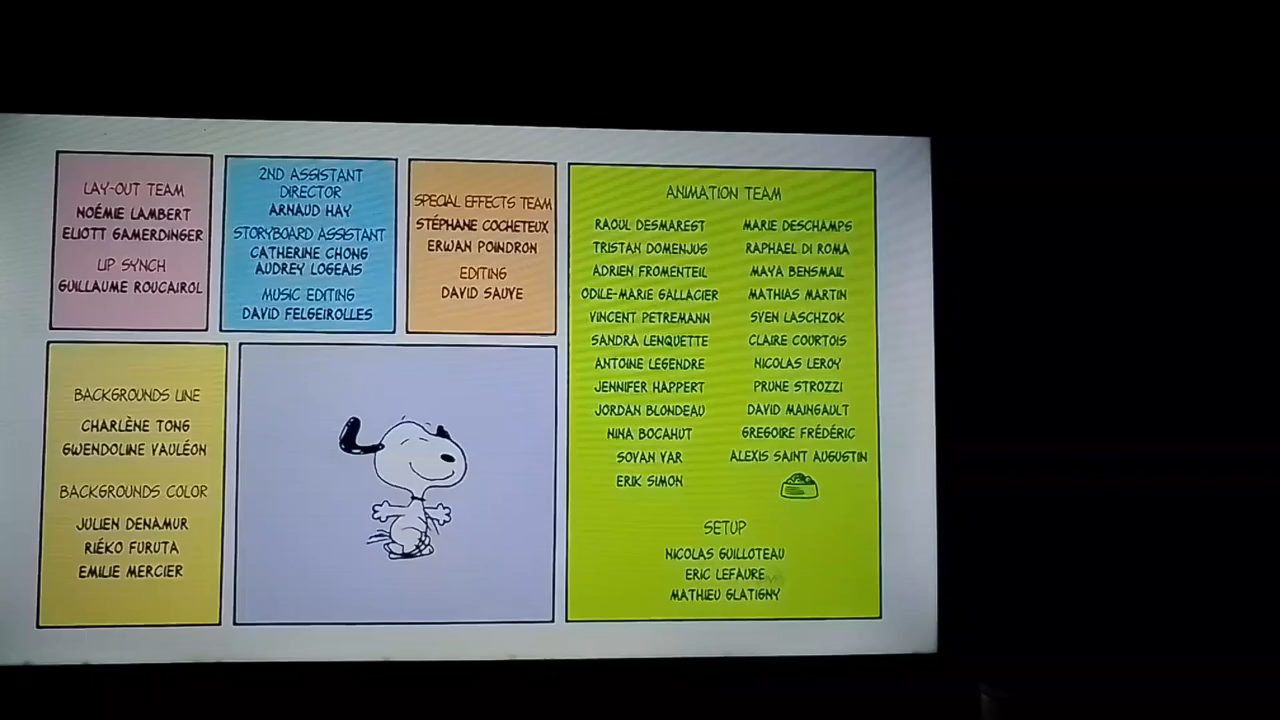 LAY-OUT TEAM
NOÉMIE LAMBERT
ELIOTT GAMERDINGER
LIP SYNCH
GUILLAUME ROUCAIROL
2ND ASSISTANT
DIRECTOR
ARNAUD HAY
STORYBOARD ASSISTANT
CATHERINE CHONG
AUDREY LOGEAIS
MUSIC EDITING
DAVID FELGEIROLLES
SPECIAL EFFECTS TEAM
STÉPHANE COCHETEUX
ERWAN POINDRON
EDITING
DAVID SAUVE
BACKGROUNDS LINE
CHARLÈNE TONG
GWENDOLINE VAULÉON
BACKGROUNDS COLOR
JULIEN DENAMUR
RIÉKO FURUTA
EMILIE MERCIER
ANIMATION TEAM
RAOUL DESMAREST
TRISTAN DOMENJUS
ADRIEN FROMENTEIL
ODILE-MARIE GALLACIER
VINCENT PETREMANN
SANDRA LENQUETTE
ANTOINE LEGENDRE
JENNIFER HAPPERT
JORDAN BLONDEAU
NINA BOCAHUT
SOVAN YAR
ERIK SIMON
MARIE DESCHAMPS
RAPHAEL DI ROMA
MAYA BENSMAIL
MATHIAS MARTIN
SVEN LASCHZOK
CLAIRE COURTOIS
NICOLAS LEROY
PRUNE STROZZI
DAVID MAINGAULT
GREGOIRE FRÉDÉRIC
ALEXIS SAINT AUGUSTIN
SETUP
NICOLAS GUILLOTEAU
ERIC LEFAURE
MATHIEU GLATIGNY